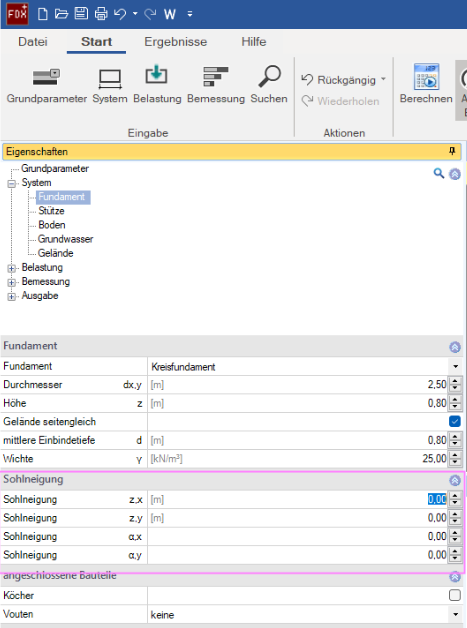 FDX+ W
Datei Start Ergebnisse Hilfe
Grundparameter System Belastung Bemessung Suchen Rückgängig Wiederholen Berechnen
Eingabe Aktionen
Eigenschaften
Grundparameter
System
Fundament
Stütze
Boden
Grundwasser
Gelände
Belastung
Bemessung
Ausgabe
Fundament
Fundament Kreisfundament
Durchmesser dx,y [m] 2,50
Höhe z [m] 0,80
Gelände seitengleich
mittlere Einbindetiefe d [m] 0,80
Wichte γ [kN/m³] 25,00
Sohlneigung
Sohlneigung z,x [m] 0,00
Sohlneigung z,y [m] 0,00
Sohlneigung α,x 0,00
Sohlneigung α,y 0,00
angeschlossene Bauteile
Köcher
Vouten keine